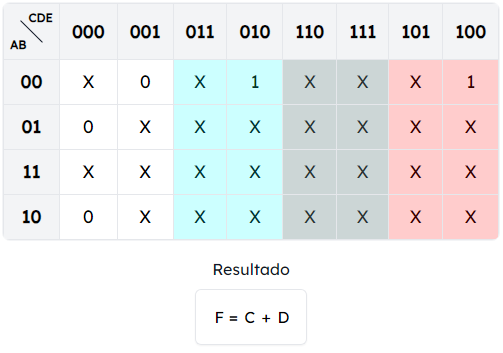 CDE
AB
000 001 011 010 110 111 101 100
00 X 0 X 1 X X X 1
01 0 X X X X X X X
11 X X X X X X X X
10 0 X X X X X X X
Resultado
F = C + D